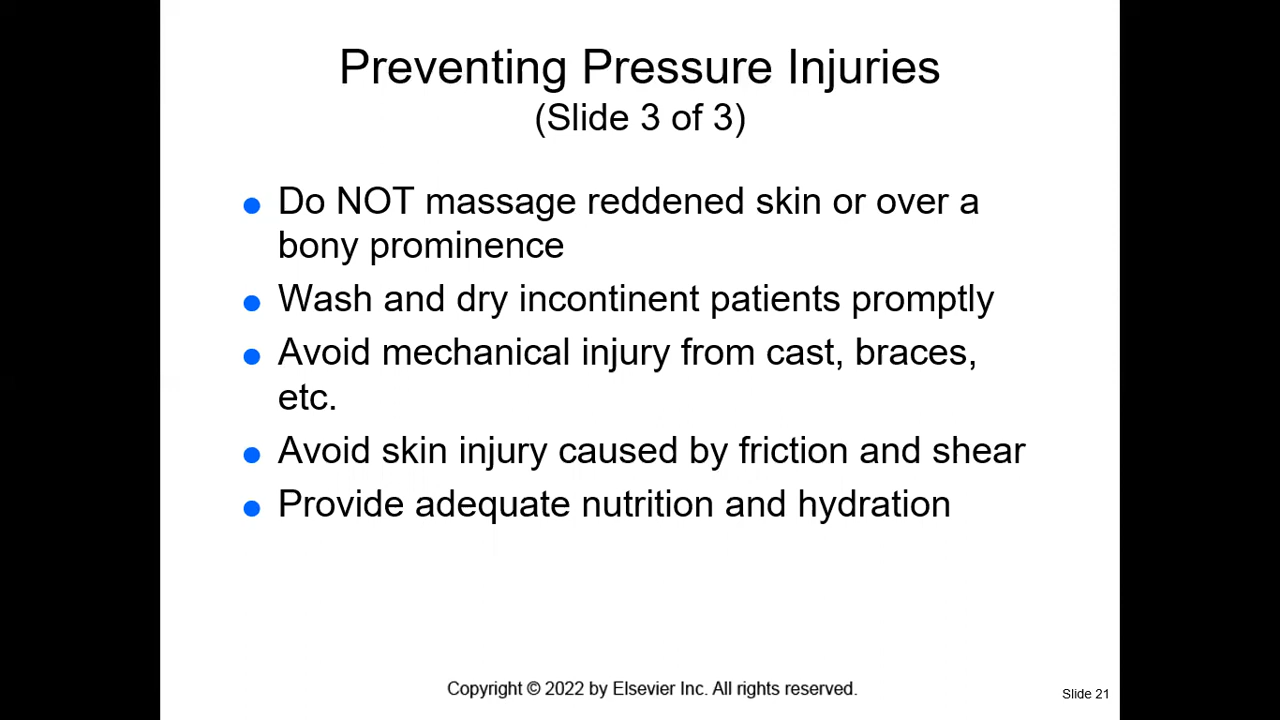 Preventing Pressure Injuries
(Slide 3 of 3)
● Do NOT massage reddened skin or over a
bony prominence
● Wash and dry incontinent patients promptly
● Avoid mechanical injury from cast, braces,
etc.
● Avoid skin injury caused by friction and shear
● Provide adequate nutrition and hydration
Copyright © 2022 by Elsevier Inc. All rights reserved.
Slide 21